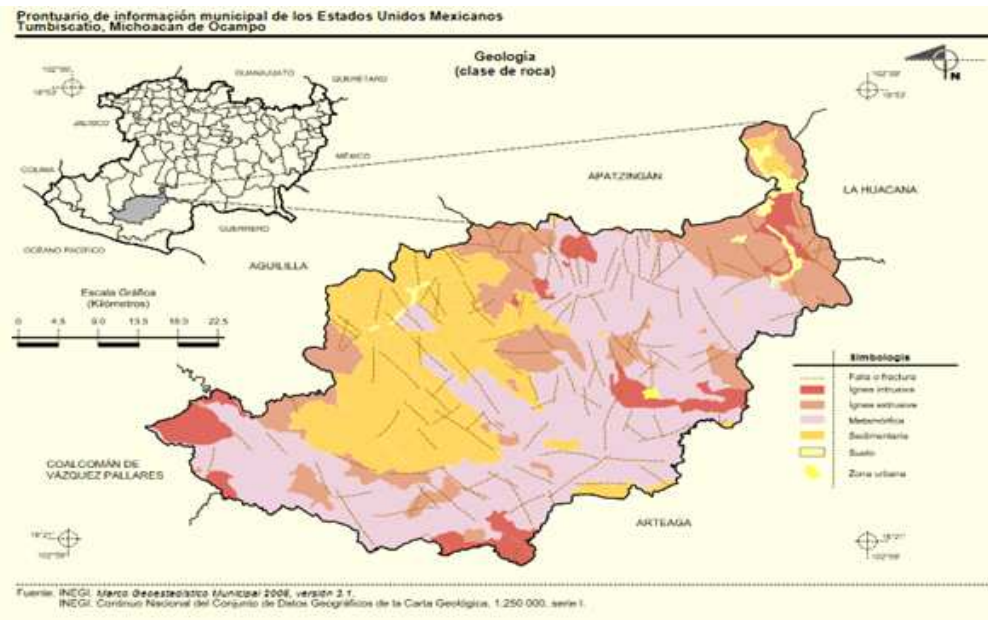 Prontuario de información municipal de los Estados Unidos Mexicanos
Tumbiscatío, Michoacán de Ocampo
Geología
(clase de roca)
N
GUANAJUATO
QUERÉTARO
JALISCO
MÉXICO
COLIMA
GUERRERO
OCÉANO PACÍFICO
APATZINGÁN
LA HUACANA
AGUILILLA
Escala Gráfica
(Kilómetros)
0 4.5 9.0 13.5 18.0 22.5
Simbología
Falla o fractura
Ígnea intrusiva
Ígnea extrusiva
Metamórfica
Sedimentaria
Suelo
Zona urbana
COALCOMÁN DE
VÁZQUEZ PALLARES
ARTEAGA
Fuente: INEGI. Marco Geoestadístico Municipal 2005, versión 3.1.
INEGI. Continuo Nacional del Conjunto de Datos Geográficos de la Carta Geológica, 1:250 000, serie I.